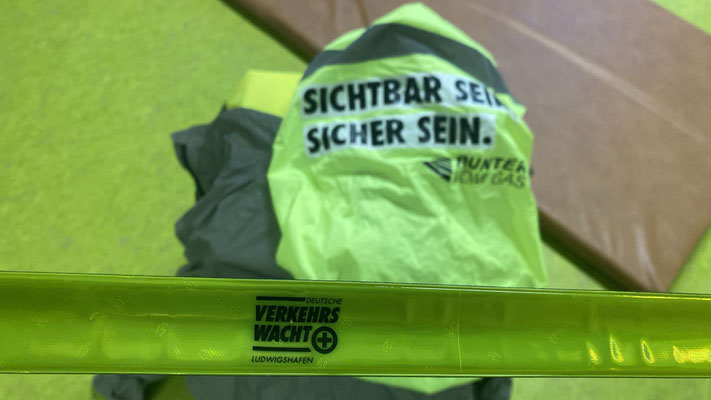 SICHTBAR SEIN.
SICHER SEIN.
DEUTSCHE
VERKEHRS
WACHT
LUDWIGSHAFEN